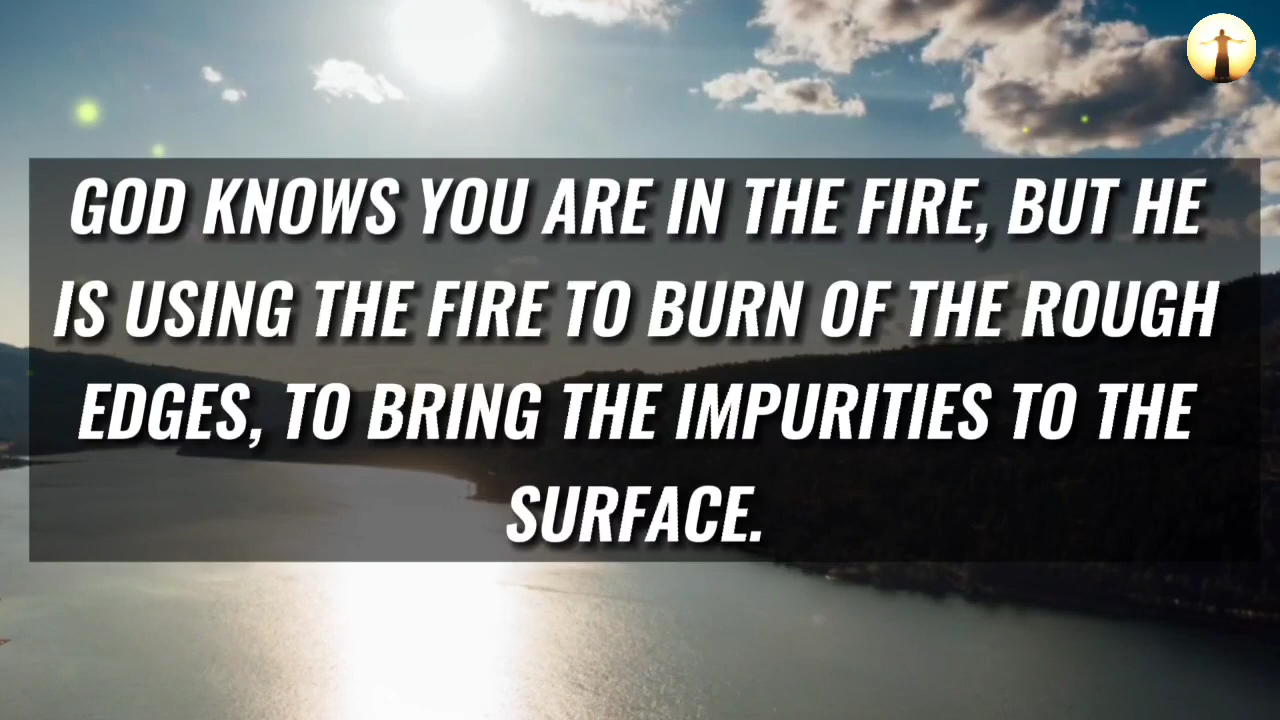 GOD KNOWS YOU ARE IN THE FIRE, BUT HE
IS USING THE FIRE TO BURN OF THE ROUGH
EDGES, TO BRING THE IMPURITIES TO THE
SURFACE.